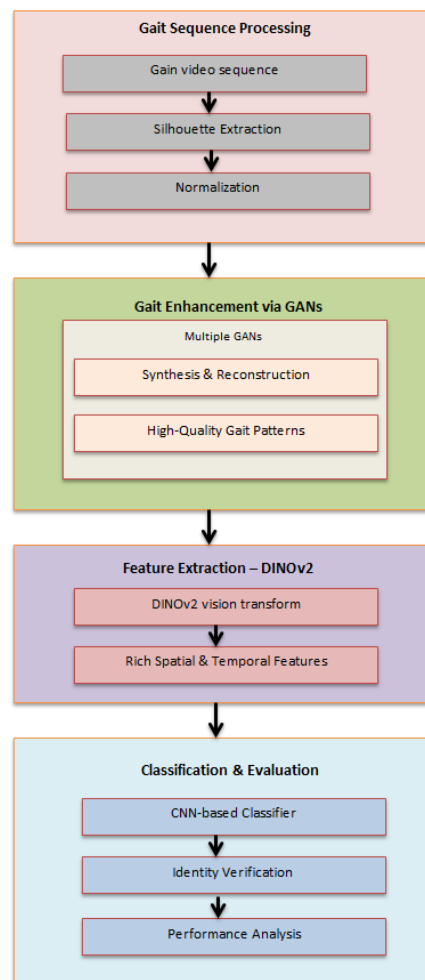 Gait Sequence Processing
Gain video sequence
Silhouette Extraction
Normalization
Gait Enhancement via GANs
Multiple GANs
Synthesis & Reconstruction
High-Quality Gait Patterns
Feature Extraction – DINOv2
DINOv2 vision transform
Rich Spatial & Temporal Features
Classification & Evaluation
CNN-based Classifier
Identity Verification
Performance Analysis